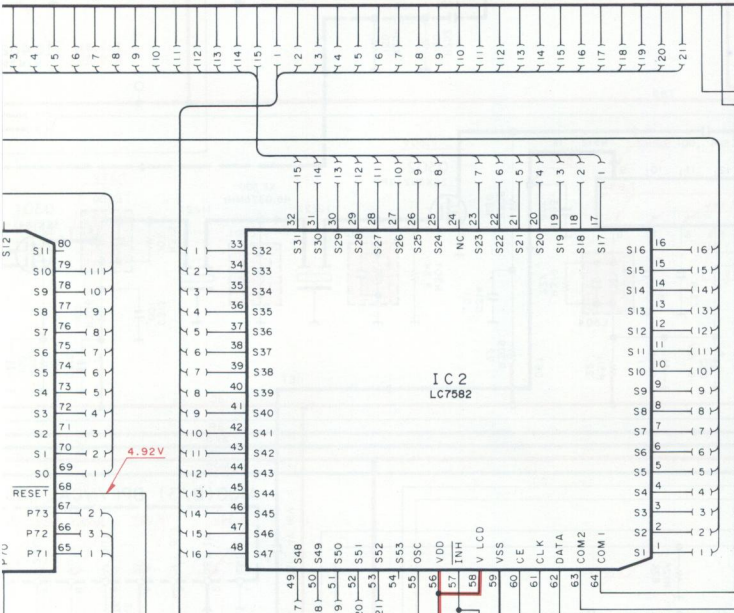 3 4 5 6 7 8 9 10 11 12 13 14 15 1 2 3 4 5 6 7 8 9 10 11 12 13 14 15 16 17 18 19 20 21
15 14 13 12 11 10 9 8 7 6 5 4 3 2 1
32 31 30 29 28 27 26 25 24 23 22 21 20 19 18 17
S31 S30 S29 S28 S27 S26 S25 S24 NC S23 S22 S21 S20 S19 S18 S17
S12
S11 80
S10 79 11
S9 78 10
S8 77 9
S7 76 8
S6 75 7
S5 74 6
S4 73 5
S3 72 4
S2 71 3
S1 70 2
S0 69 1
RESET 68
4.92V
P73 67 2
P72 66 3
P71 65 1
P70
1 33 S32
2 34 S33
3 35 S34
4 36 S35
5 37 S36
6 38 S37
7 39 S38
8 40 S39
9 41 S40
10 42 S41
11 43 S42
12 44 S43
13 45 S44
14 46 S45
15 47 S46
16 48 S47
IC2
LC7582
S16 16 16
S15 15 15
S14 14 14
S13 13 13
S12 12 12
S11 11 11
S10 10 10
S9 9 9
S8 8 8
S7 7 7
S6 6 6
S5 5 5
S4 4 4
S3 3 3
S2 2 2
S1 1 1
S48 S49 S50 S51 S52 S53 OSC VDD INH V LCD VSS CE CLK DATA COM2 COM1
49 50 51 52 53 54 55 56 57 58 59 60 61 62 63 64
7 8 9 20 21